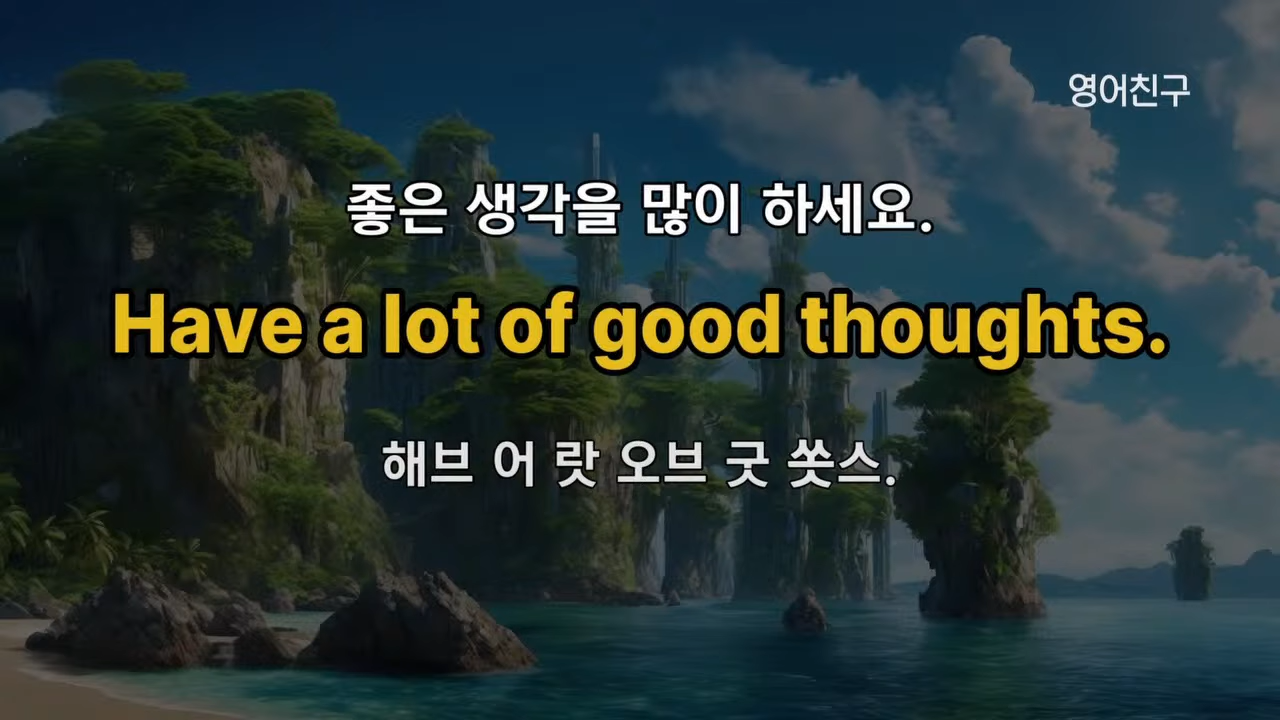 영어친구
좋은 생각을 많이 하세요.
Have a lot of good thoughts.
해브 어 랏 오브 굿 쏫스.